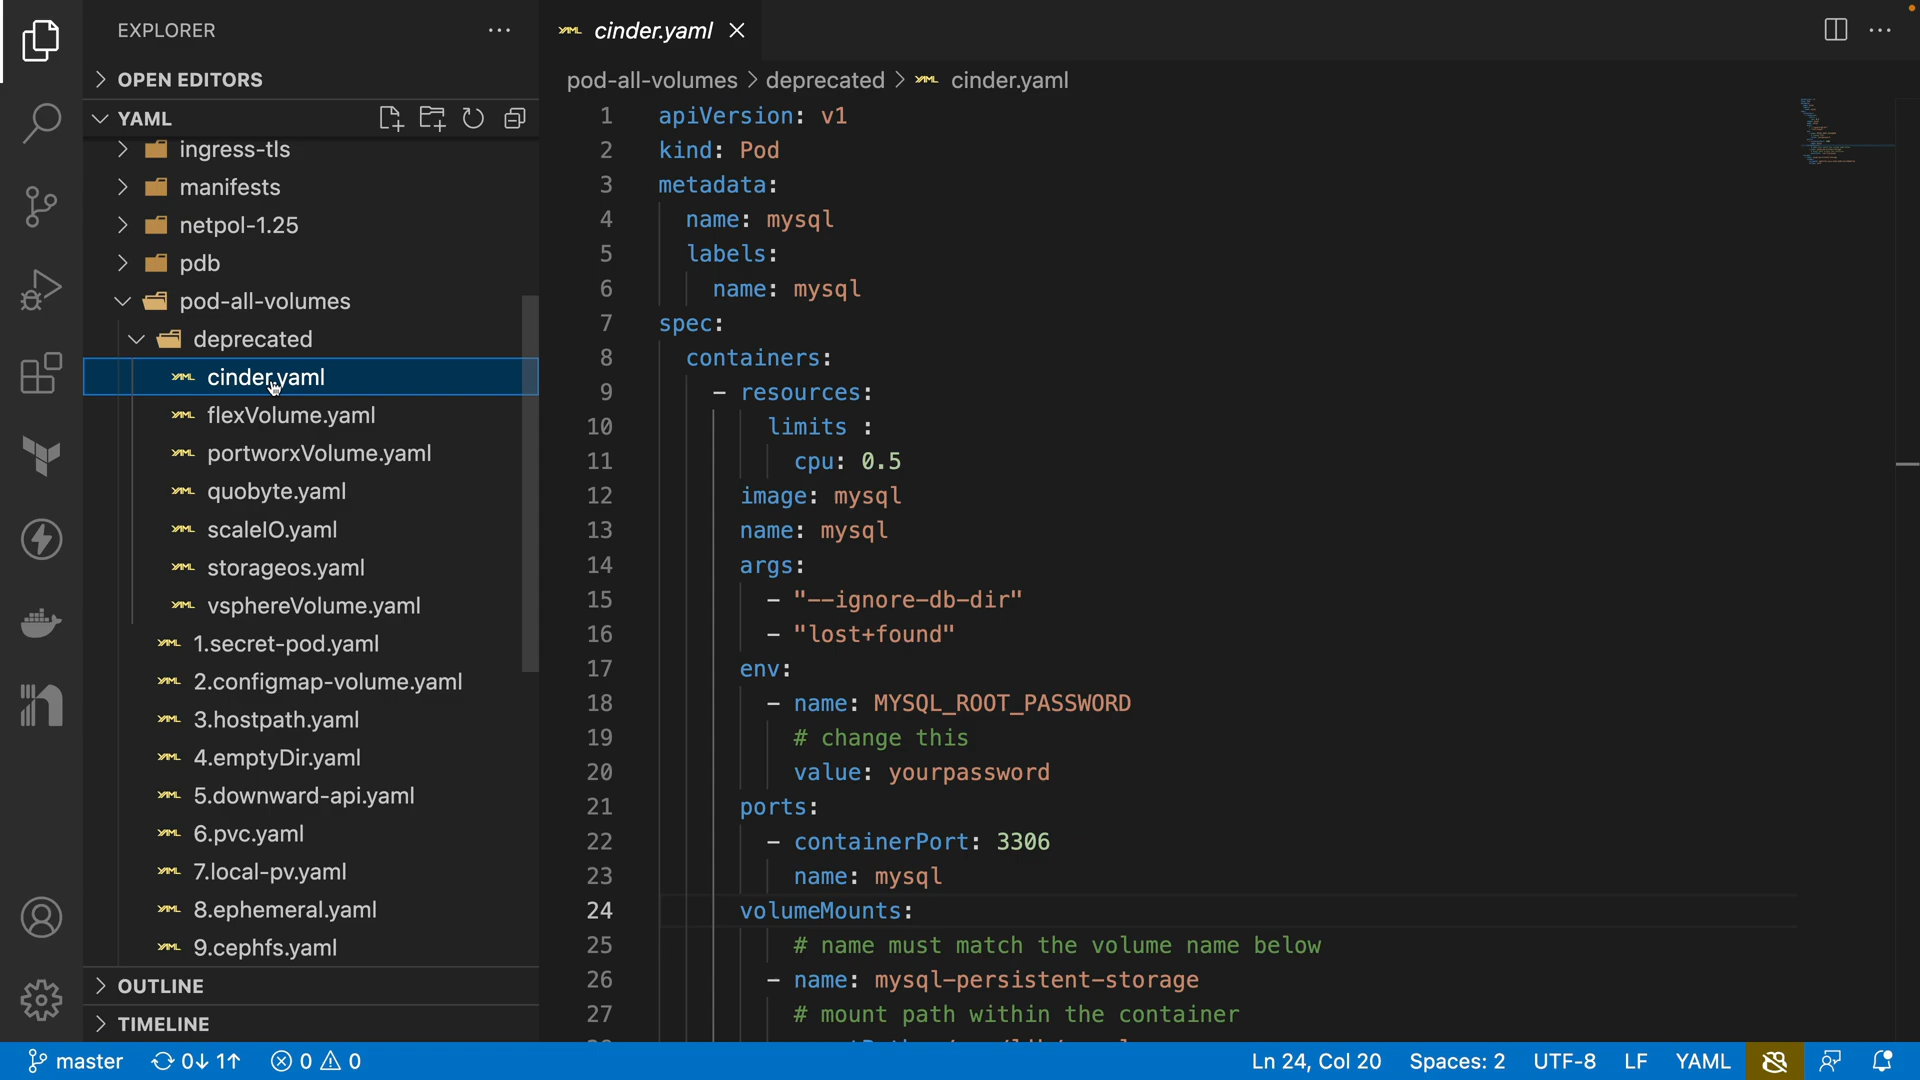 EXPLORER
OPEN EDITORS
YAML
ingress-tls
manifests
netpol-1.25
pdb
pod-all-volumes
deprecated
cinder.yaml
flexVolume.yaml
portworxVolume.yaml
quobyte.yaml
scaleIO.yaml
storageos.yaml
vsphereVolume.yaml
1.secret-pod.yaml
2.configmap-volume.yaml
3.hostpath.yaml
4.emptyDir.yaml
5.downward-api.yaml
6.pvc.yaml
7.local-pv.yaml
8.ephemeral.yaml
9.cephfs.yaml
OUTLINE
TIMELINE
cinder.yaml
pod-all-volumes > deprecated > cinder.yaml
1 apiVersion: v1
2 kind: Pod
3 metadata:
4 name: mysql
5 labels:
6 name: mysql
7 spec:
8 containers:
9 - resources:
10 limits :
11 cpu: 0.5
12 image: mysql
13 name: mysql
14 args:
15 - "--ignore-db-dir"
16 - "lost+found"
17 env:
18 - name: MYSQL_ROOT_PASSWORD
19 # change this
20 value: yourpassword
21 ports:
22 - containerPort: 3306
23 name: mysql
24 volumeMounts:
25 # name must match the volume name below
26 - name: mysql-persistent-storage
27 # mount path within the container
master 0↓ 1↑ 0 0 Ln 24, Col 20 Spaces: 2 UTF-8 LF YAML